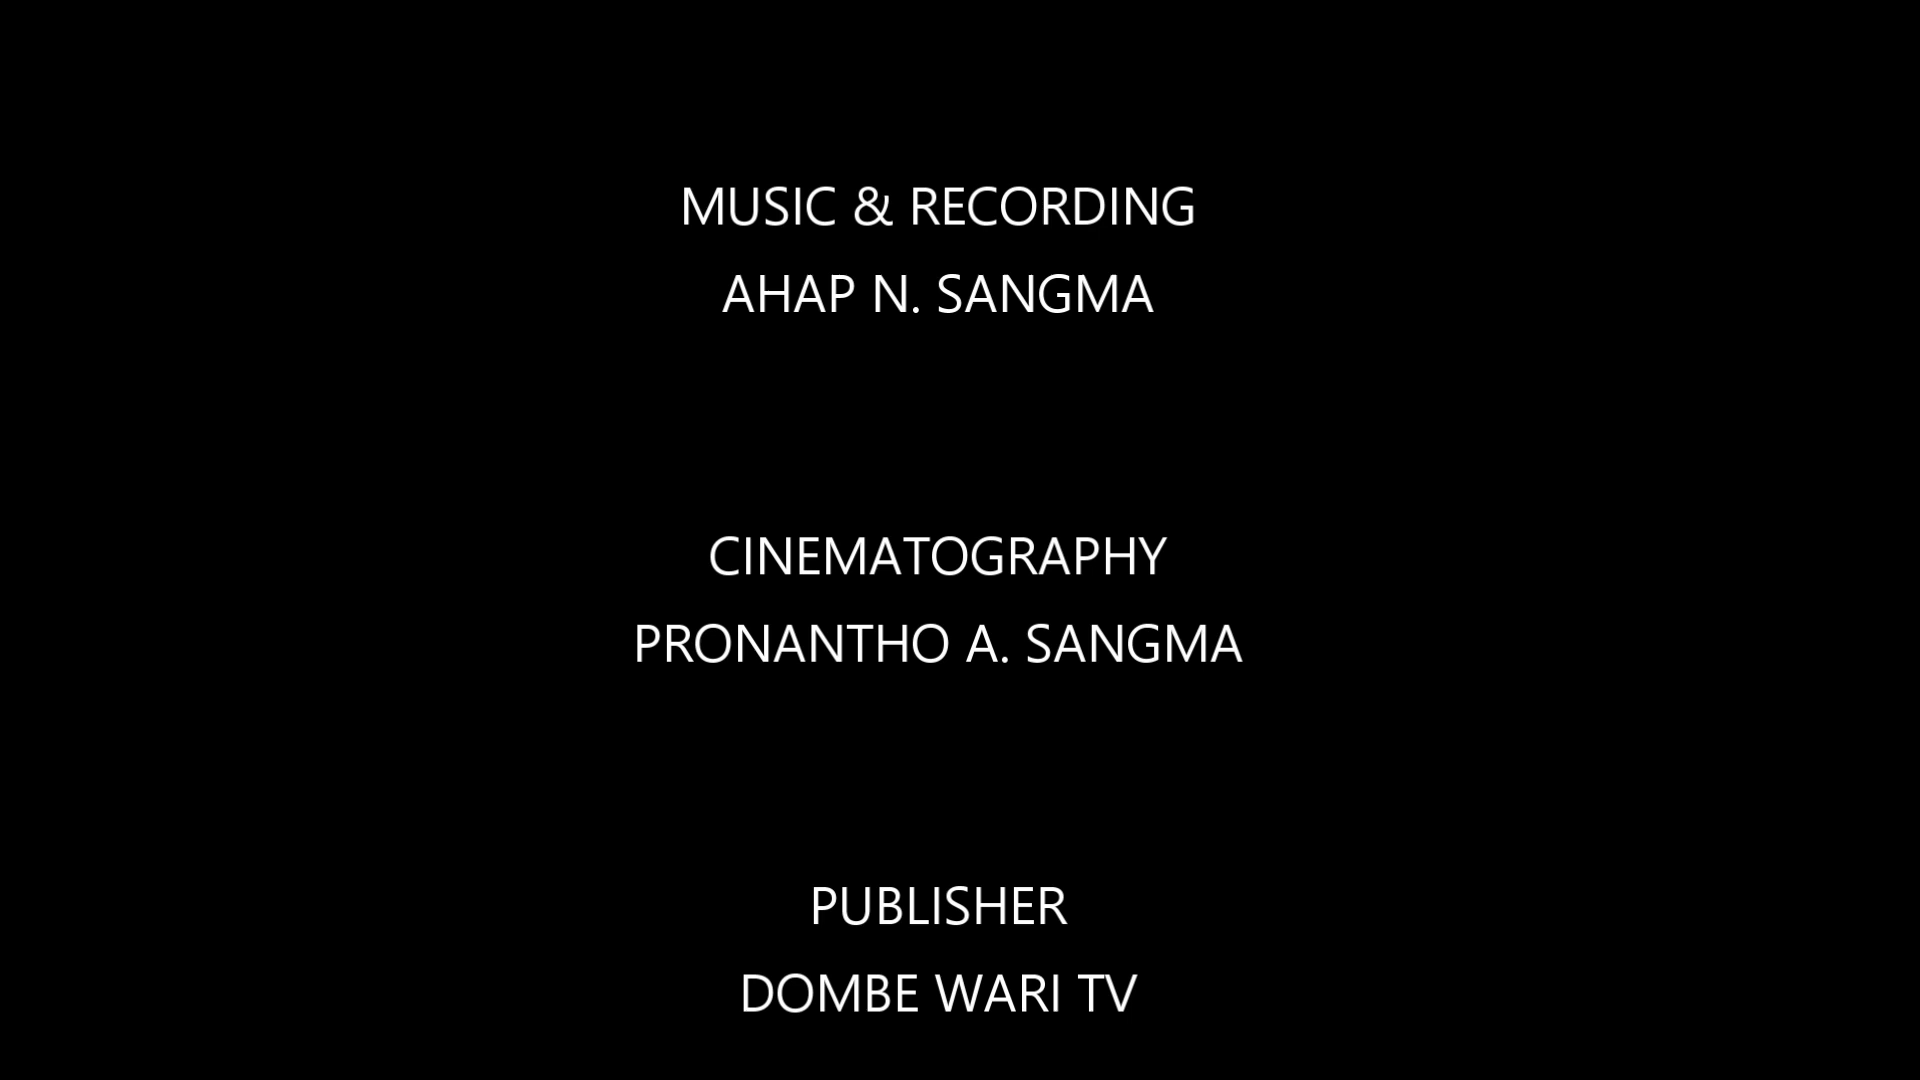 MUSIC & RECORDING
AHAP N. SANGMA
CINEMATOGRAPHY
PRONANTHO A. SANGMA
PUBLISHER
DOMBE WARI TV